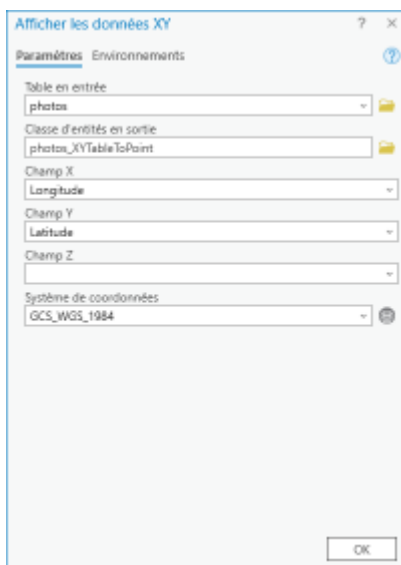 Afficher les données XY ? ×
Paramètres Environnements ?
Table en entrée
photos
Classe d'entités en sortie
photos_XYTableToPoint
Champ X
Longitude
Champ Y
Latitude
Champ Z
Système de coordonnées
GCS_WGS_1984
OK